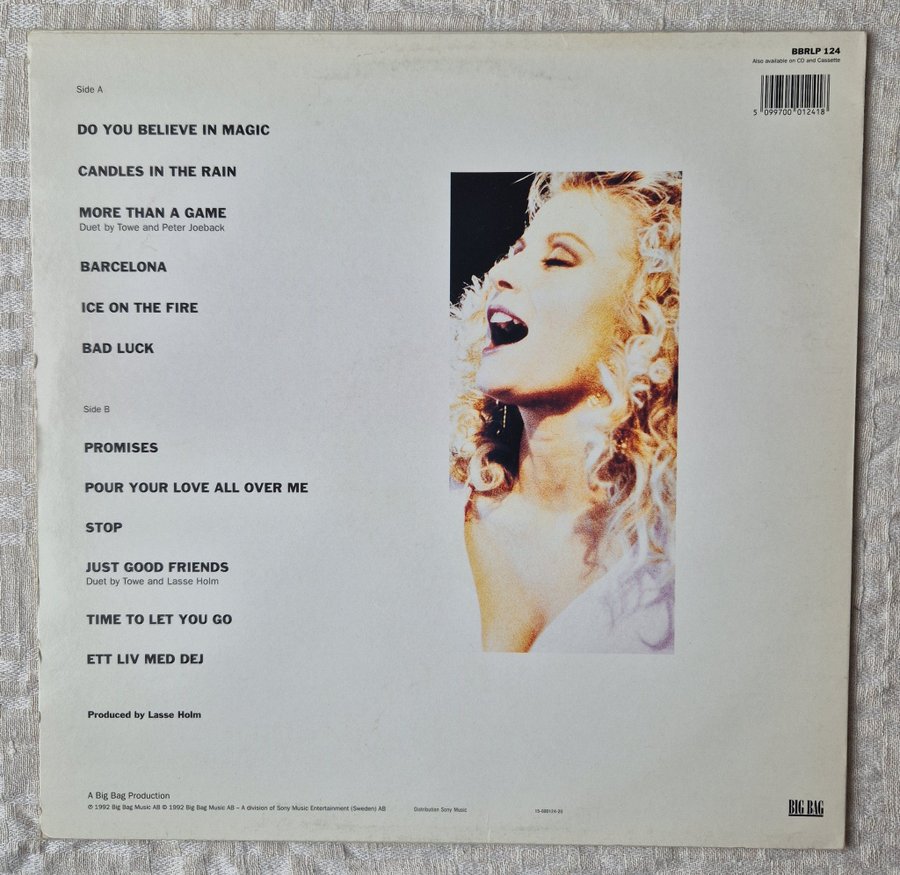 BBRLP 124
Also available on CD and Cassette
5 099700 012418
Side A
DO YOU BELIEVE IN MAGIC
CANDLES IN THE RAIN
MORE THAN A GAME
Duet by Towe and Peter Joeback
BARCELONA
ICE ON THE FIRE
BAD LUCK
Side B
PROMISES
POUR YOUR LOVE ALL OVER ME
STOP
JUST GOOD FRIENDS
Duet by Towe and Lasse Holm
TIME TO LET YOU GO
ETT LIV MED DEJ
Produced by Lasse Holm
A Big Bag Production
℗ 1992 Big Bag Music AB © 1992 Big Bag Music AB – A division of Sony Music Entertainment (Sweden) AB
Distribution Sony Music
BIG BAG